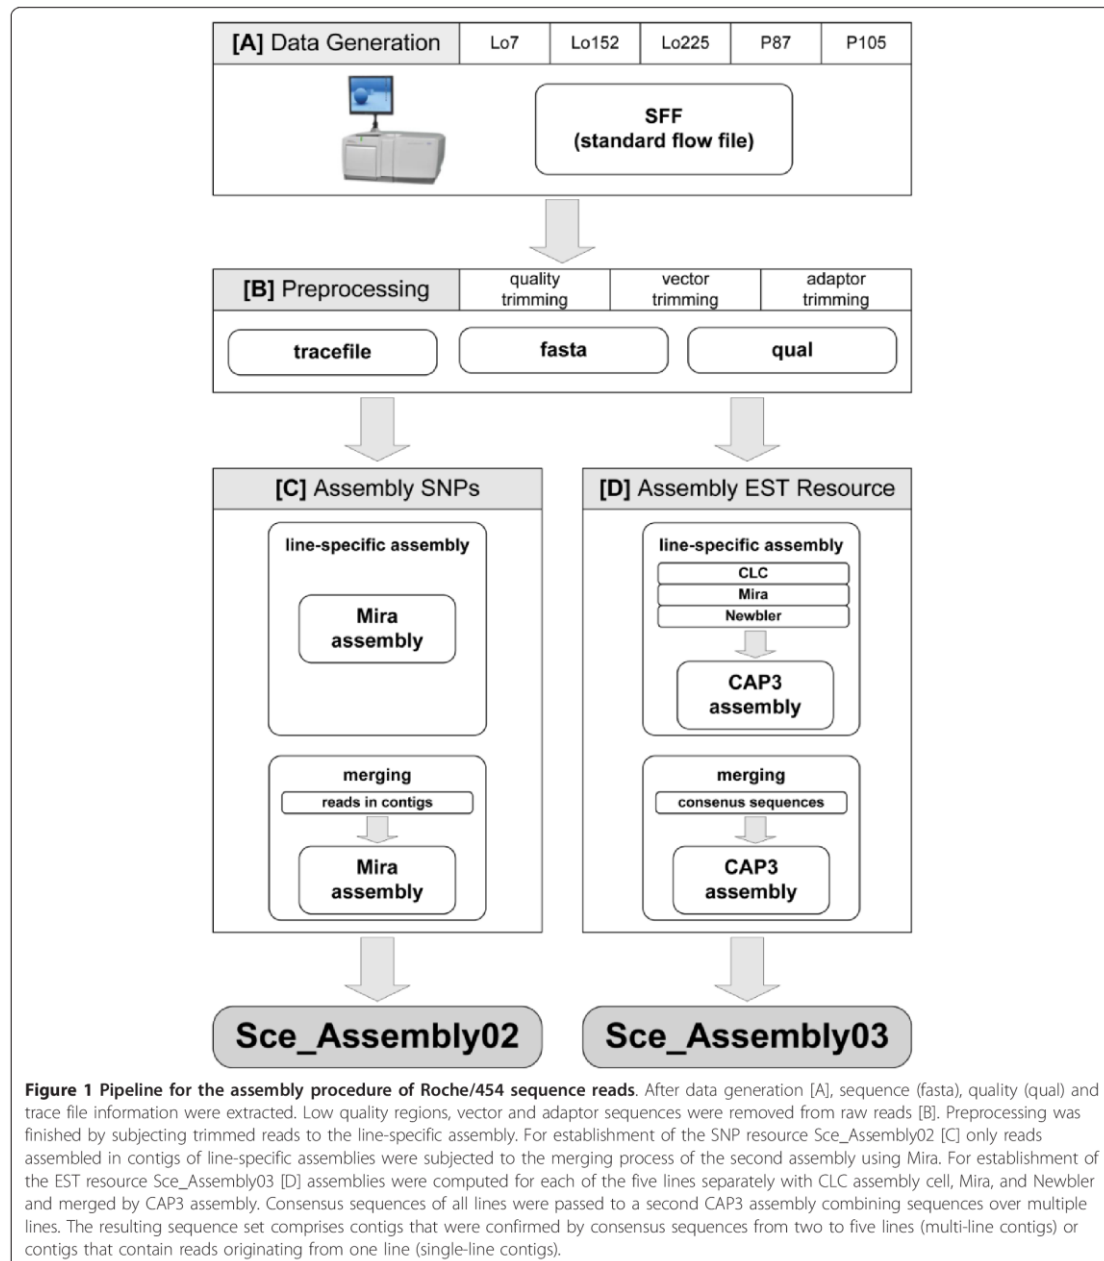 [A] Data Generation Lo7 Lo152 Lo225 P87 P105
SFF
(standard flow file)
[B] Preprocessing quality trimming vector trimming adaptor trimming
tracefile fasta qual
[C] Assembly SNPs
line-specific assembly
Mira
assembly
merging
reads in contigs
Mira
assembly
Sce_Assembly02
[D] Assembly EST Resource
line-specific assembly
CLC
Mira
Newbler
CAP3
assembly
merging
consenus sequences
CAP3
assembly
Sce_Assembly03
Figure 1 Pipeline for the assembly procedure of Roche/454 sequence reads. After data generation [A], sequence (fasta), quality (qual) and
trace file information were extracted. Low quality regions, vector and adaptor sequences were removed from raw reads [B]. Preprocessing was
finished by subjecting trimmed reads to the line-specific assembly. For establishment of the SNP resource Sce_Assembly02 [C] only reads
assembled in contigs of line-specific assemblies were subjected to the merging process of the second assembly using Mira. For establishment of
the EST resource Sce_Assembly03 [D] assemblies were computed for each of the five lines separately with CLC assembly cell, Mira, and Newbler
and merged by CAP3 assembly. Consensus sequences of all lines were passed to a second CAP3 assembly combining sequences over multiple
lines. The resulting sequence set comprises contigs that were confirmed by consensus sequences from two to five lines (multi-line contigs) or
contigs that contain reads originating from one line (single-line contigs).